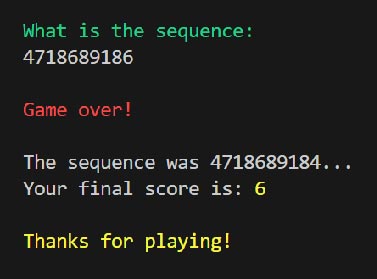 What is the sequence:
4718689186
Game over!
The sequence was 4718689184...
Your final score is: 6
Thanks for playing!